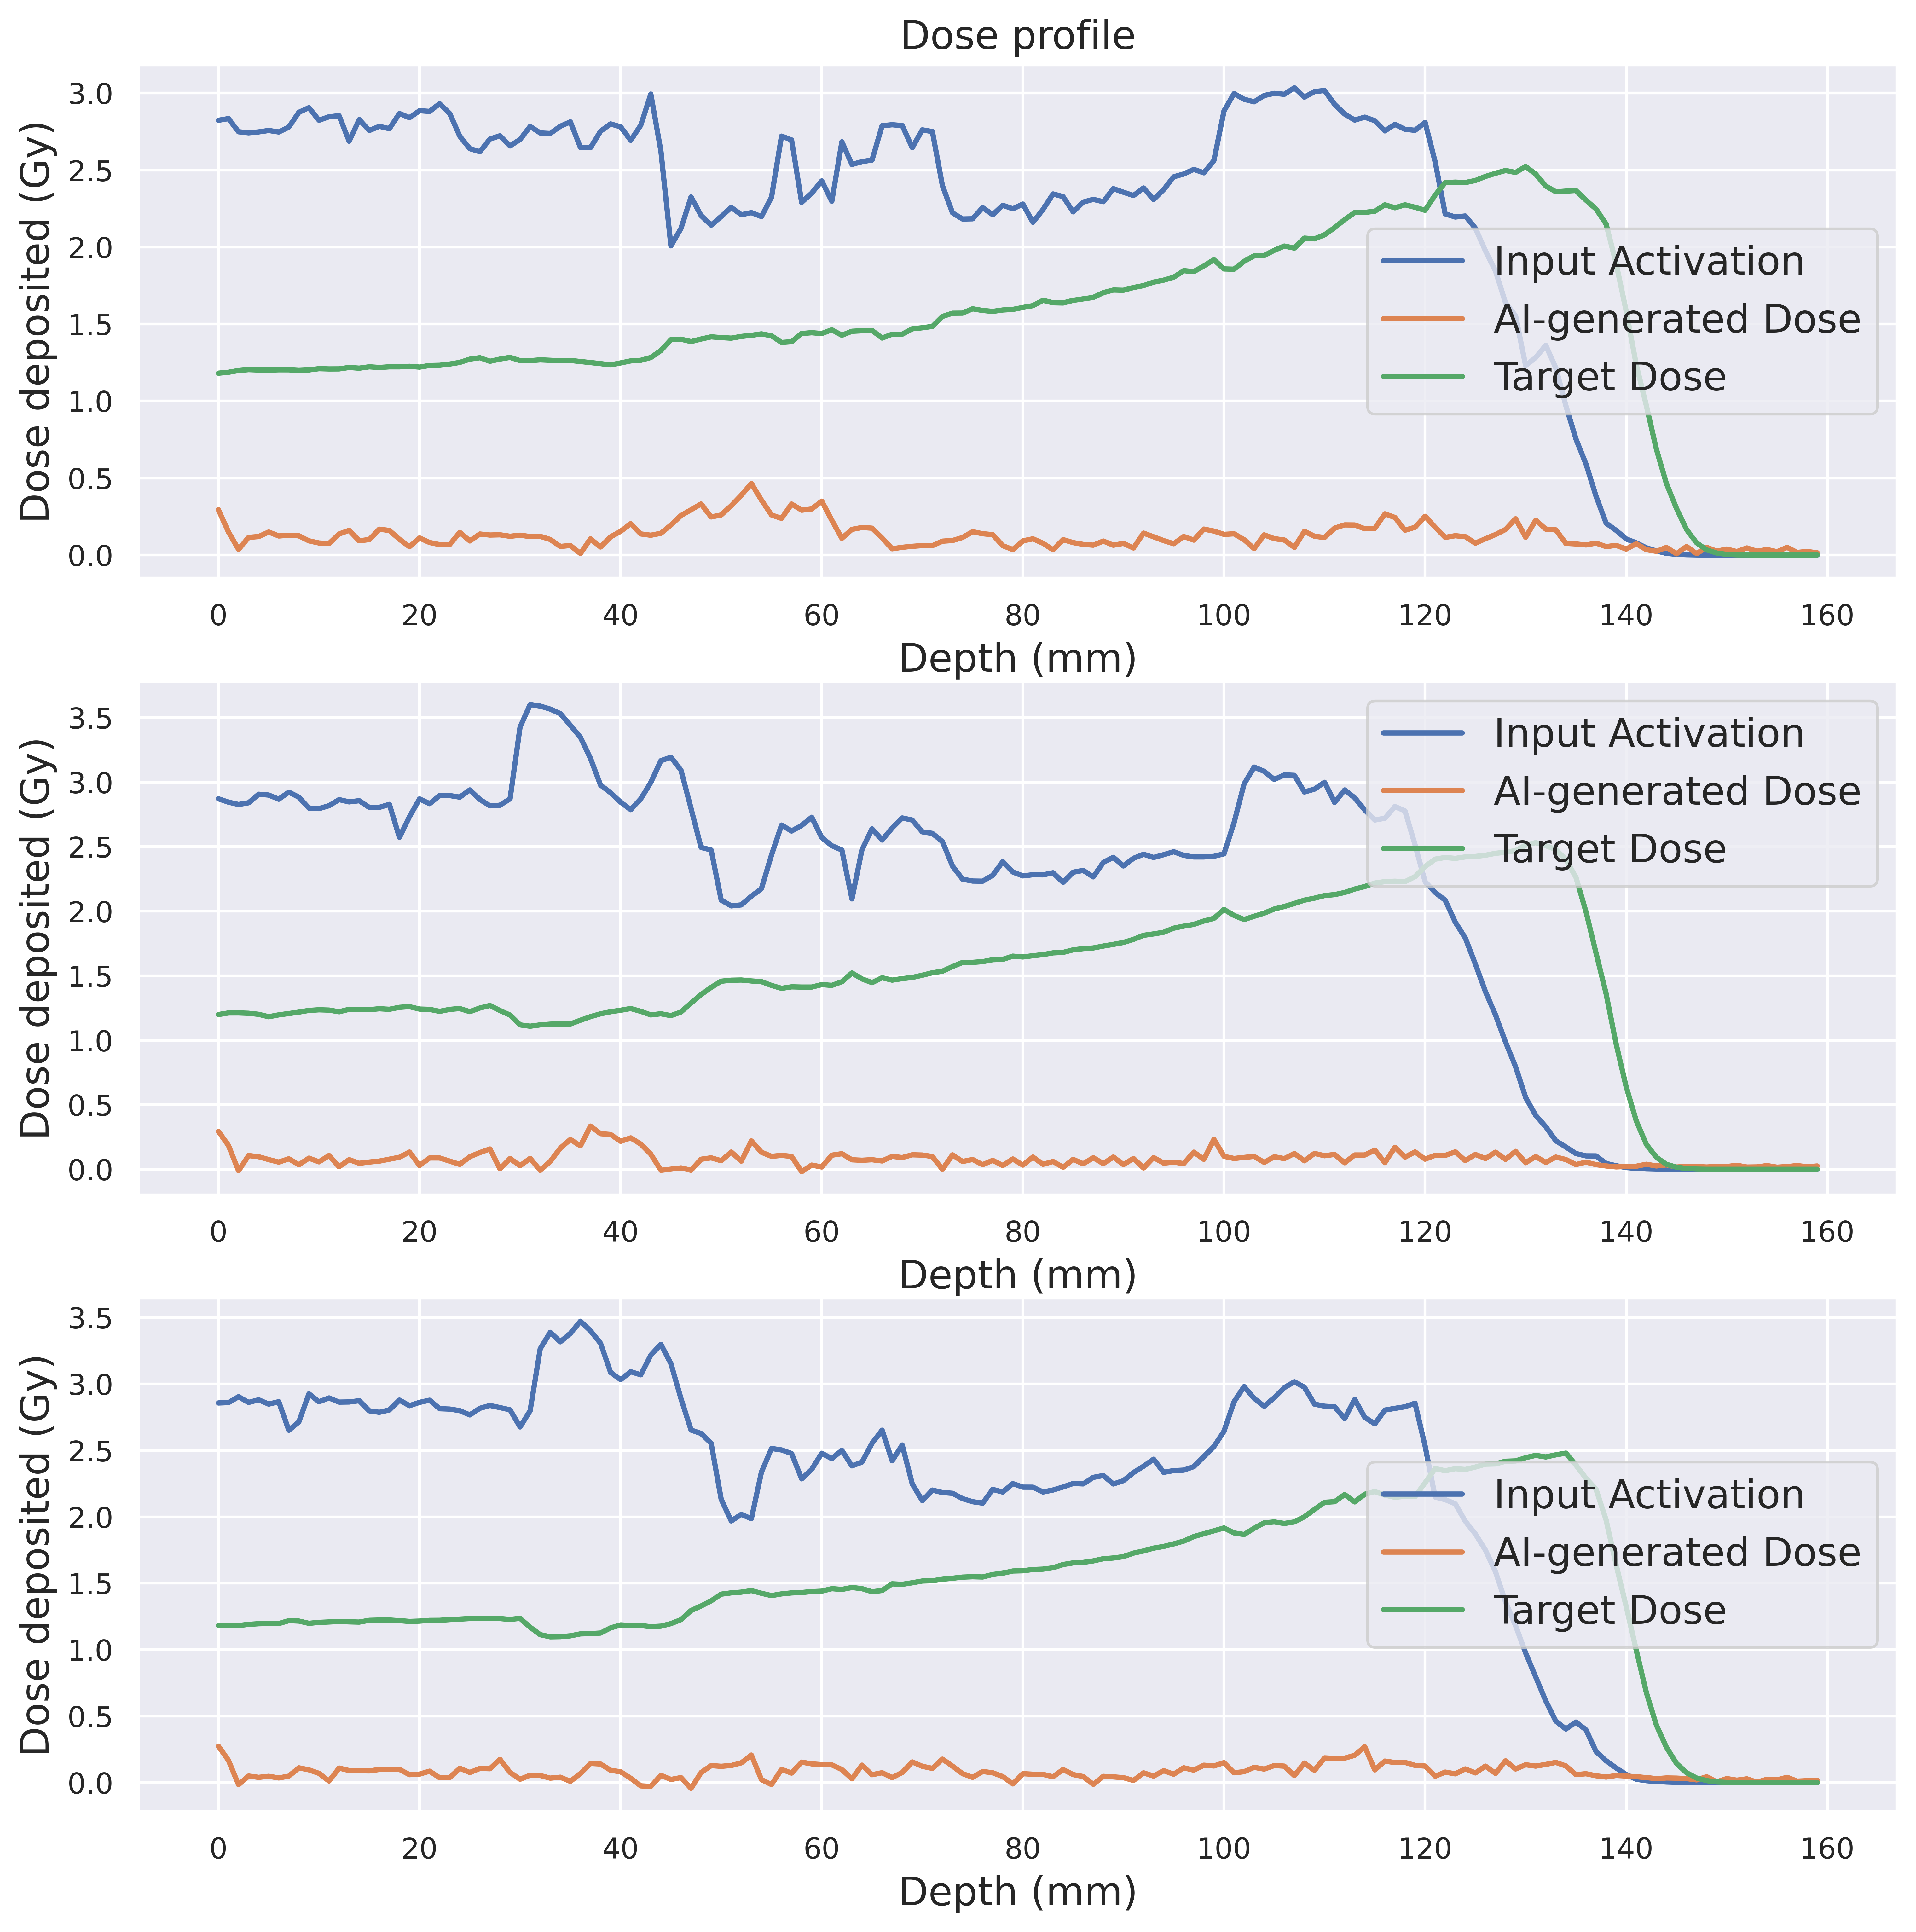 Dose profile
Dose deposited (Gy)
3.0
2.5
2.0
1.5
1.0
0.5
0.0
Input Activation
AI-generated Dose
Target Dose
0 20 40 60 80 100 120 140 160
Depth (mm)
Dose deposited (Gy)
3.5
3.0
2.5
2.0
1.5
1.0
0.5
0.0
Input Activation
AI-generated Dose
Target Dose
0 20 40 60 80 100 120 140 160
Depth (mm)
Dose deposited (Gy)
3.5
3.0
2.5
2.0
1.5
1.0
0.5
0.0
Input Activation
AI-generated Dose
Target Dose
0 20 40 60 80 100 120 140 160
Depth (mm)